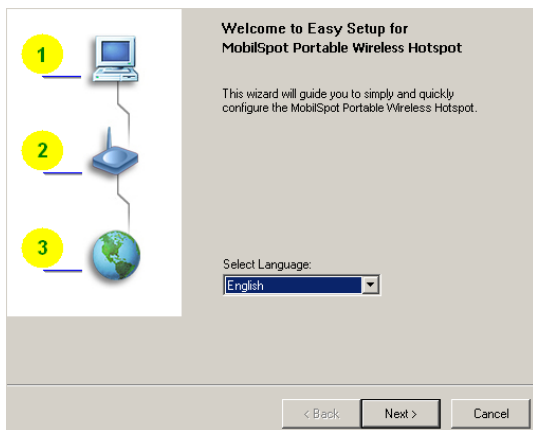 1
2
3
Welcome to Easy Setup for
MobilSpot Portable Wireless Hotspot
This wizard will guide you to simply and quickly
configure the MobilSpot Portable Wireless Hotspot.
Select Language:
English
< Back
Next >
Cancel